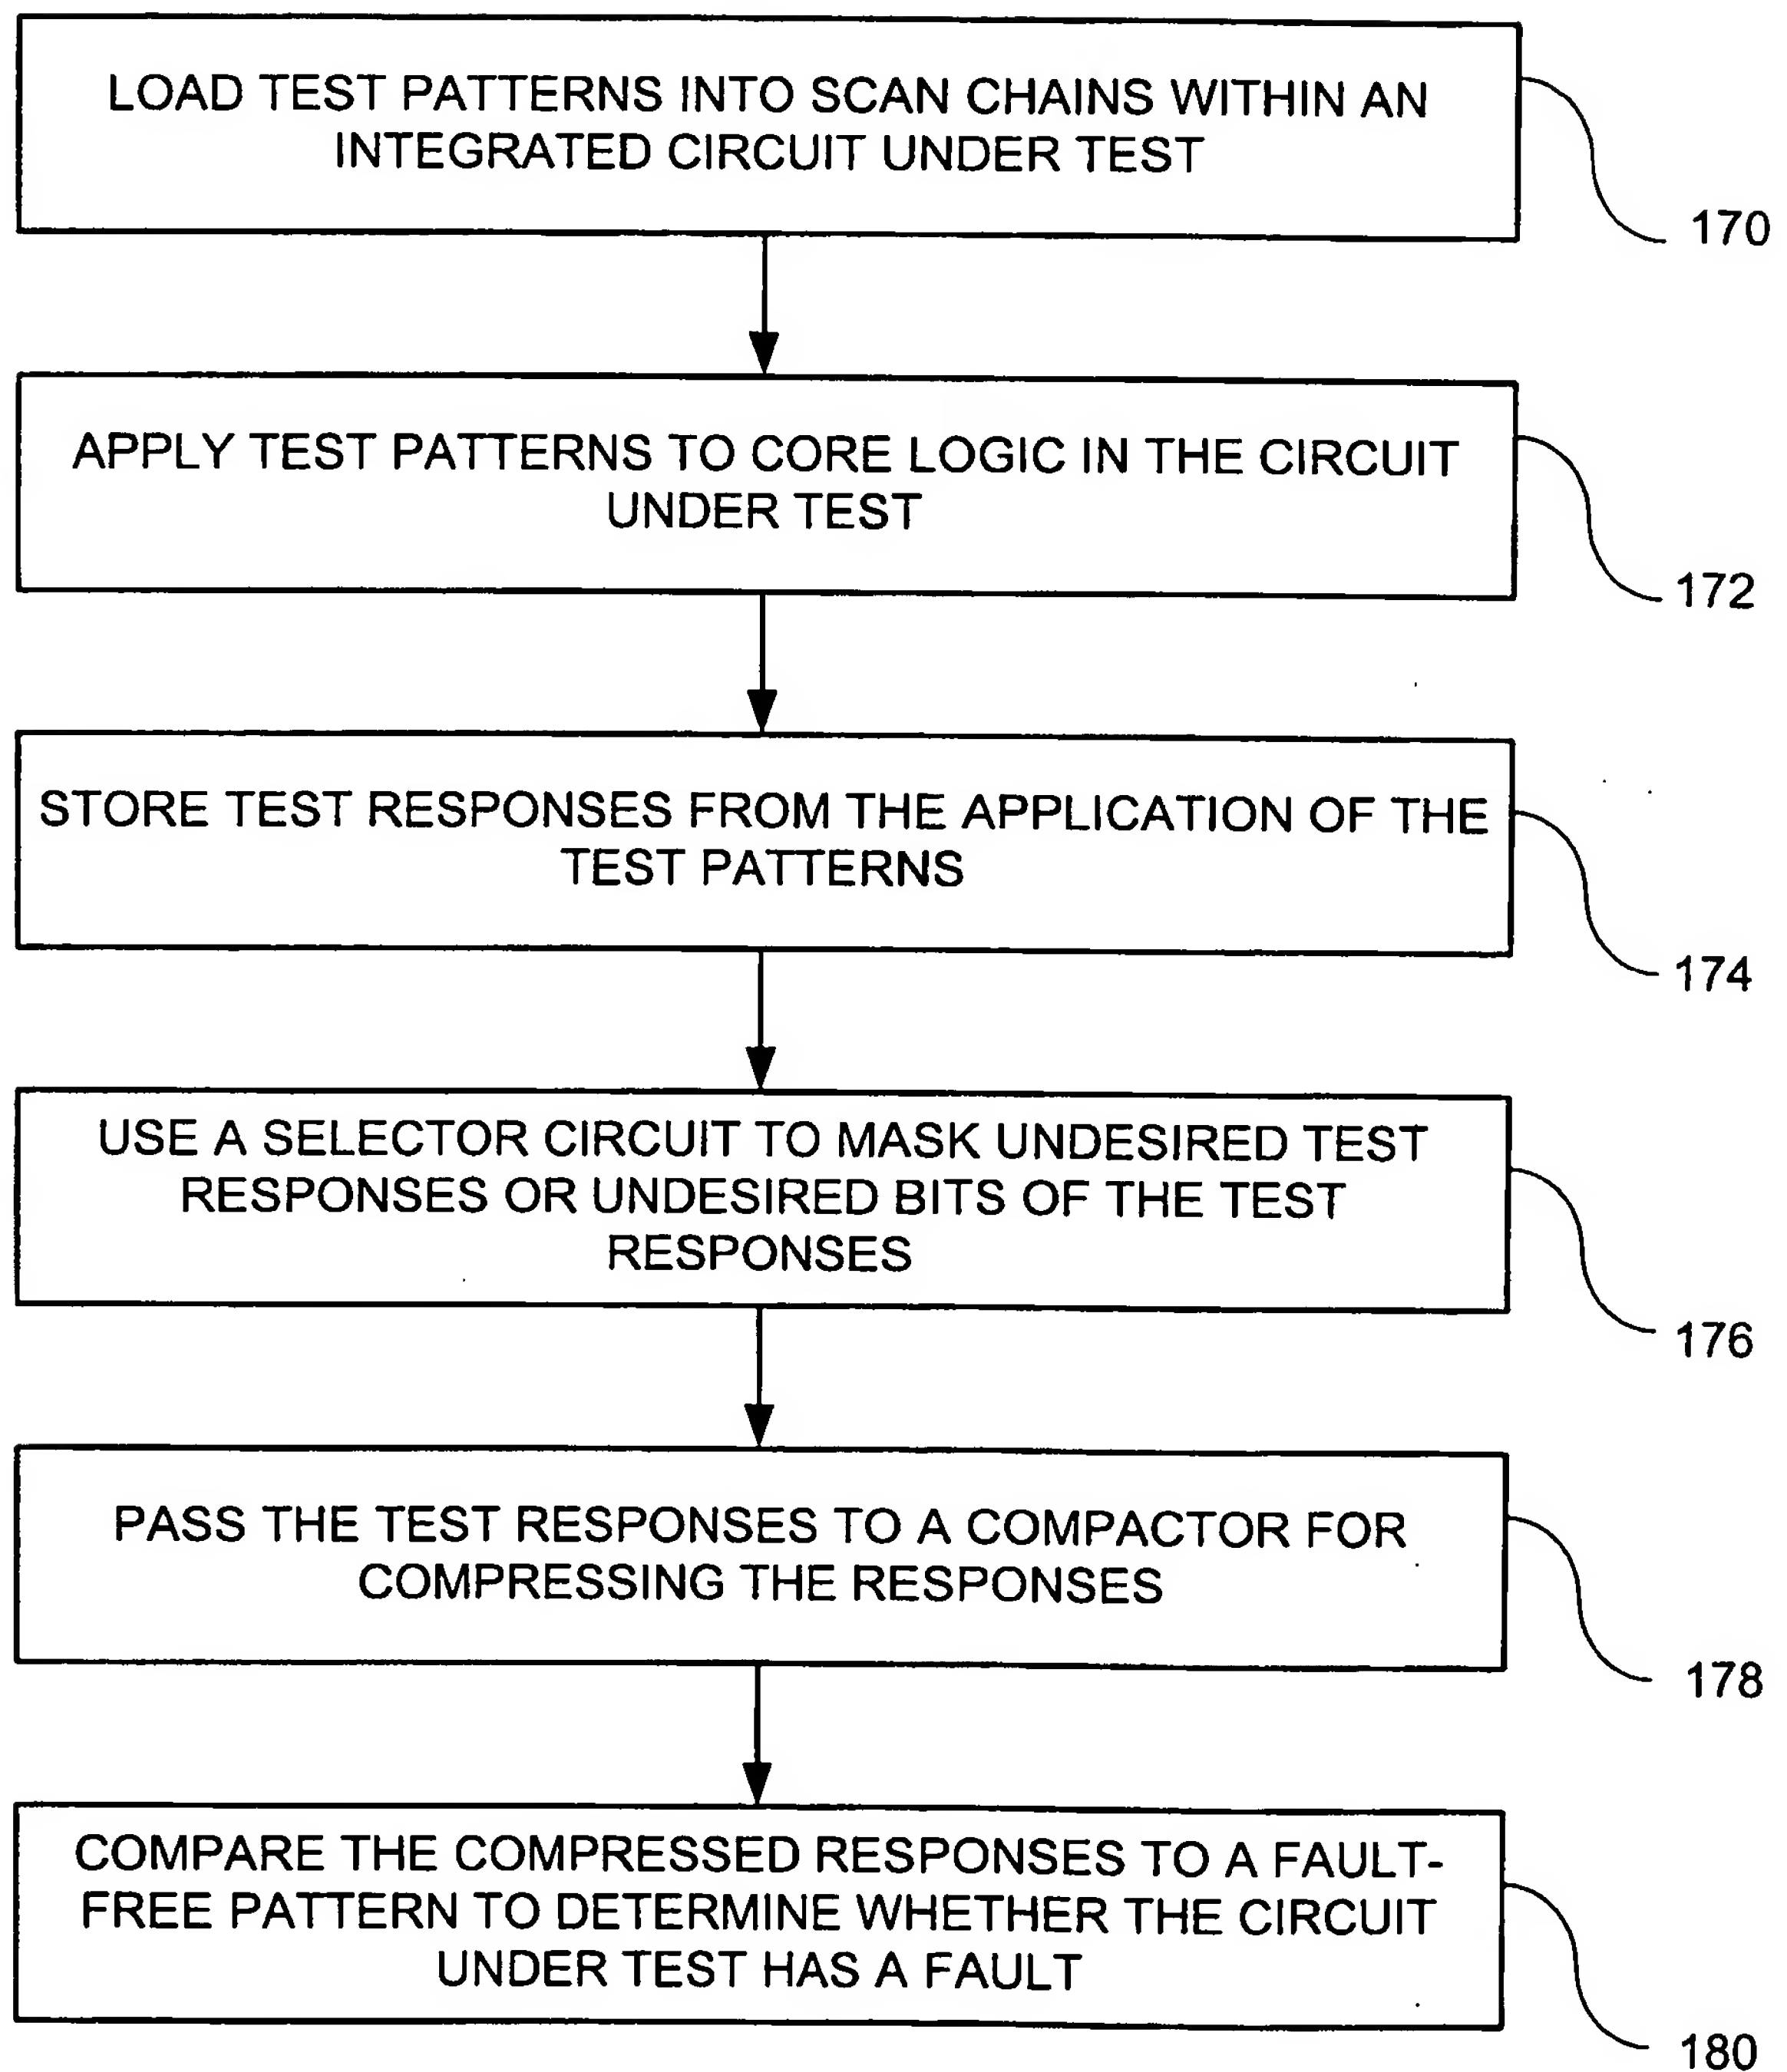 LOAD TEST PATTERNS INTO SCAN CHAINS WITHIN AN
INTEGRATED CIRCUIT UNDER TEST
170
APPLY TEST PATTERNS TO CORE LOGIC IN THE CIRCUIT
UNDER TEST
172
STORE TEST RESPONSES FROM THE APPLICATION OF THE
TEST PATTERNS
174
USE A SELECTOR CIRCUIT TO MASK UNDESIRED TEST
RESPONSES OR UNDESIRED BITS OF THE TEST
RESPONSES
176
PASS THE TEST RESPONSES TO A COMPACTOR FOR
COMPRESSING THE RESPONSES
178
COMPARE THE COMPRESSED RESPONSES TO A FAULT-
FREE PATTERN TO DETERMINE WHETHER THE CIRCUIT
UNDER TEST HAS A FAULT
180